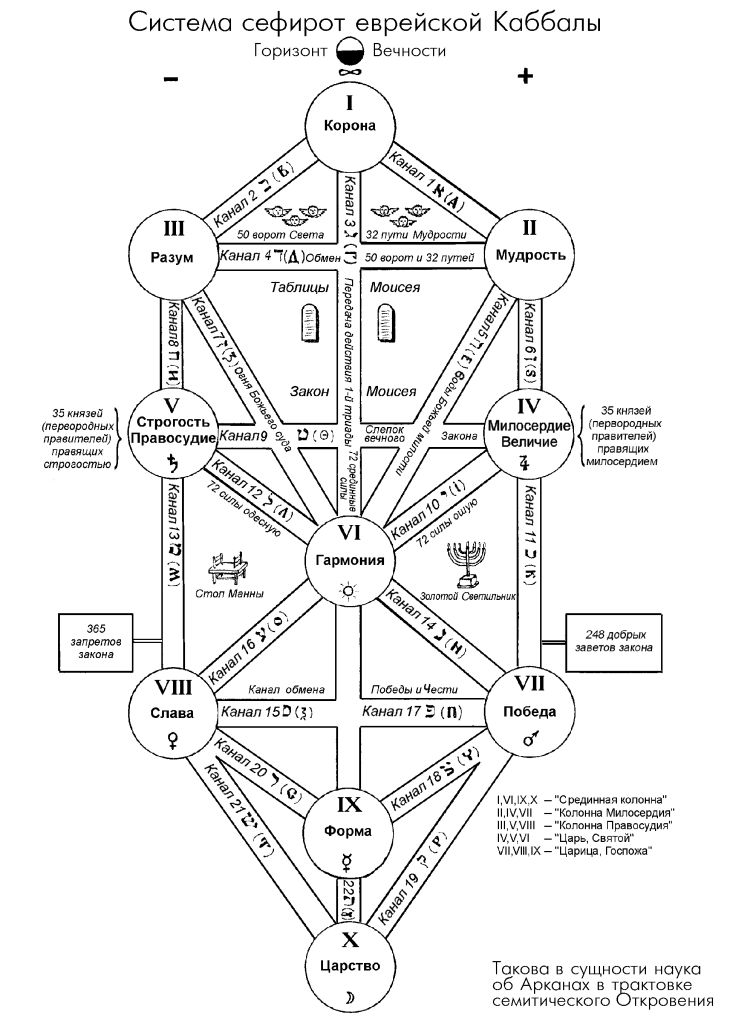 Система сефирот еврейской Каббалы
Горизонт Вечности
∞
– +
I
Корона
Канал 2 ב (Б)
Канал 1 א (А)
Канал 3 ג (Г)
50 ворот Света
32 пути Мудрости
III
Разум
II
Мудрость
Канал 4 ד (Д) Обмен 50 ворот и 32 путей
Таблицы Моисея
Передача действия 1-й триады 72 срединные силы
Канал 8
Канал 7
Огня Божьего суда
Канал 5
Воды Божьей милости
Канал 6 ו (S)
Закон Моисея
35 князей
(первородных
правителей)
правящих
строгостью
V
Строгость
Правосудие
♄
Канал 9 ט (Θ) Слепок
вечного Закона
IV
Милосердие
Величие
♃
35 князей
(первородных
правителей)
правящих
милосердием
Канал 12 ל (Λ)
72 силы одесную
Канал 10 י (I)
72 силы ошую
Канал 13
Канал 11 כ (К)
VI
Гармония
☼
Стол Манны
Золотой Светильник
365
запретов
закона
248 добрых
заветов закона
Канал 16 ע (О)
Канал 14 נ (N)
VIII
Слава
♀
VII
Победа
♂
Канал обмена Победы и Чести
Канал 15 ס (ξ)
Канал 17 פ (П)
Канал 20
Канал 18
Канал 21
Канал 19 ק (Р)
IX
Форма
☿
22 ת
X
Царство
☽
I,VI,IX,X – "Срединная колонна"
II,IV,VII – "Колонна Милосердия"
III,V,VIII – "Колонна Правосудия"
IV,V,VI – "Царь, Святой"
VII,VIII,IX – "Царица, Госпожа"
Такова в сущности наука
об Арканах в трактовке
семитического Откровения